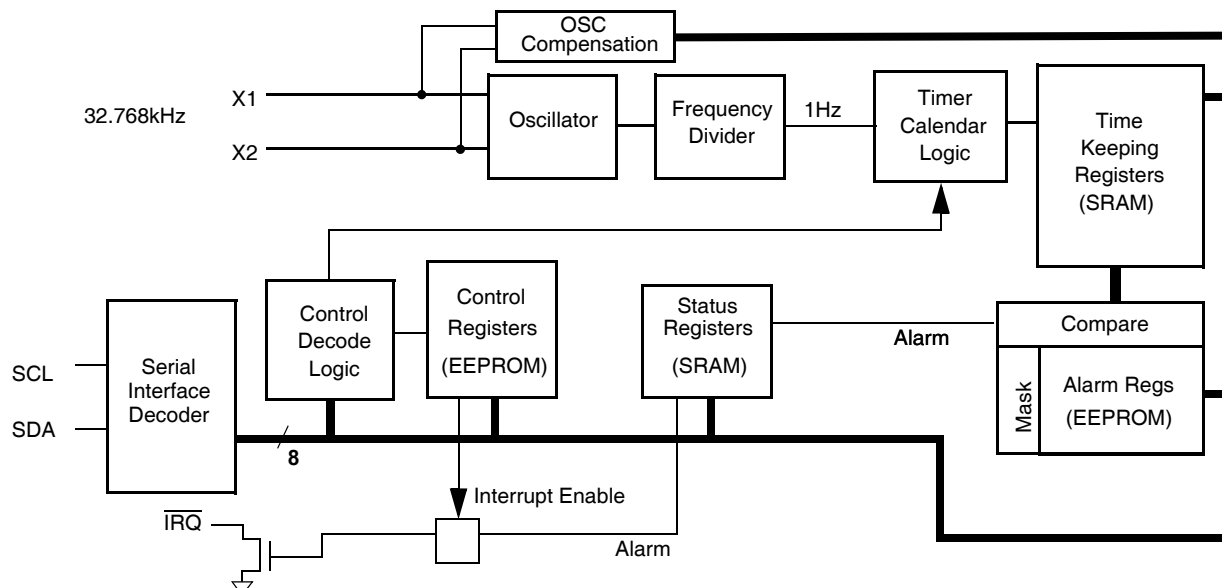 OSC
Compensation
32.768kHz
X1
X2
Oscillator
Frequency
Divider
1Hz
Timer
Calendar
Logic
Time
Keeping
Registers
(SRAM)
SCL
SDA
Serial
Interface
Decoder
Control
Decode
Logic
Control
Registers
(EEPROM)
Status
Registers
(SRAM)
Alarm
Compare
Mask
Alarm Regs
(EEPROM)
8
Interrupt Enable
IRQ
Alarm